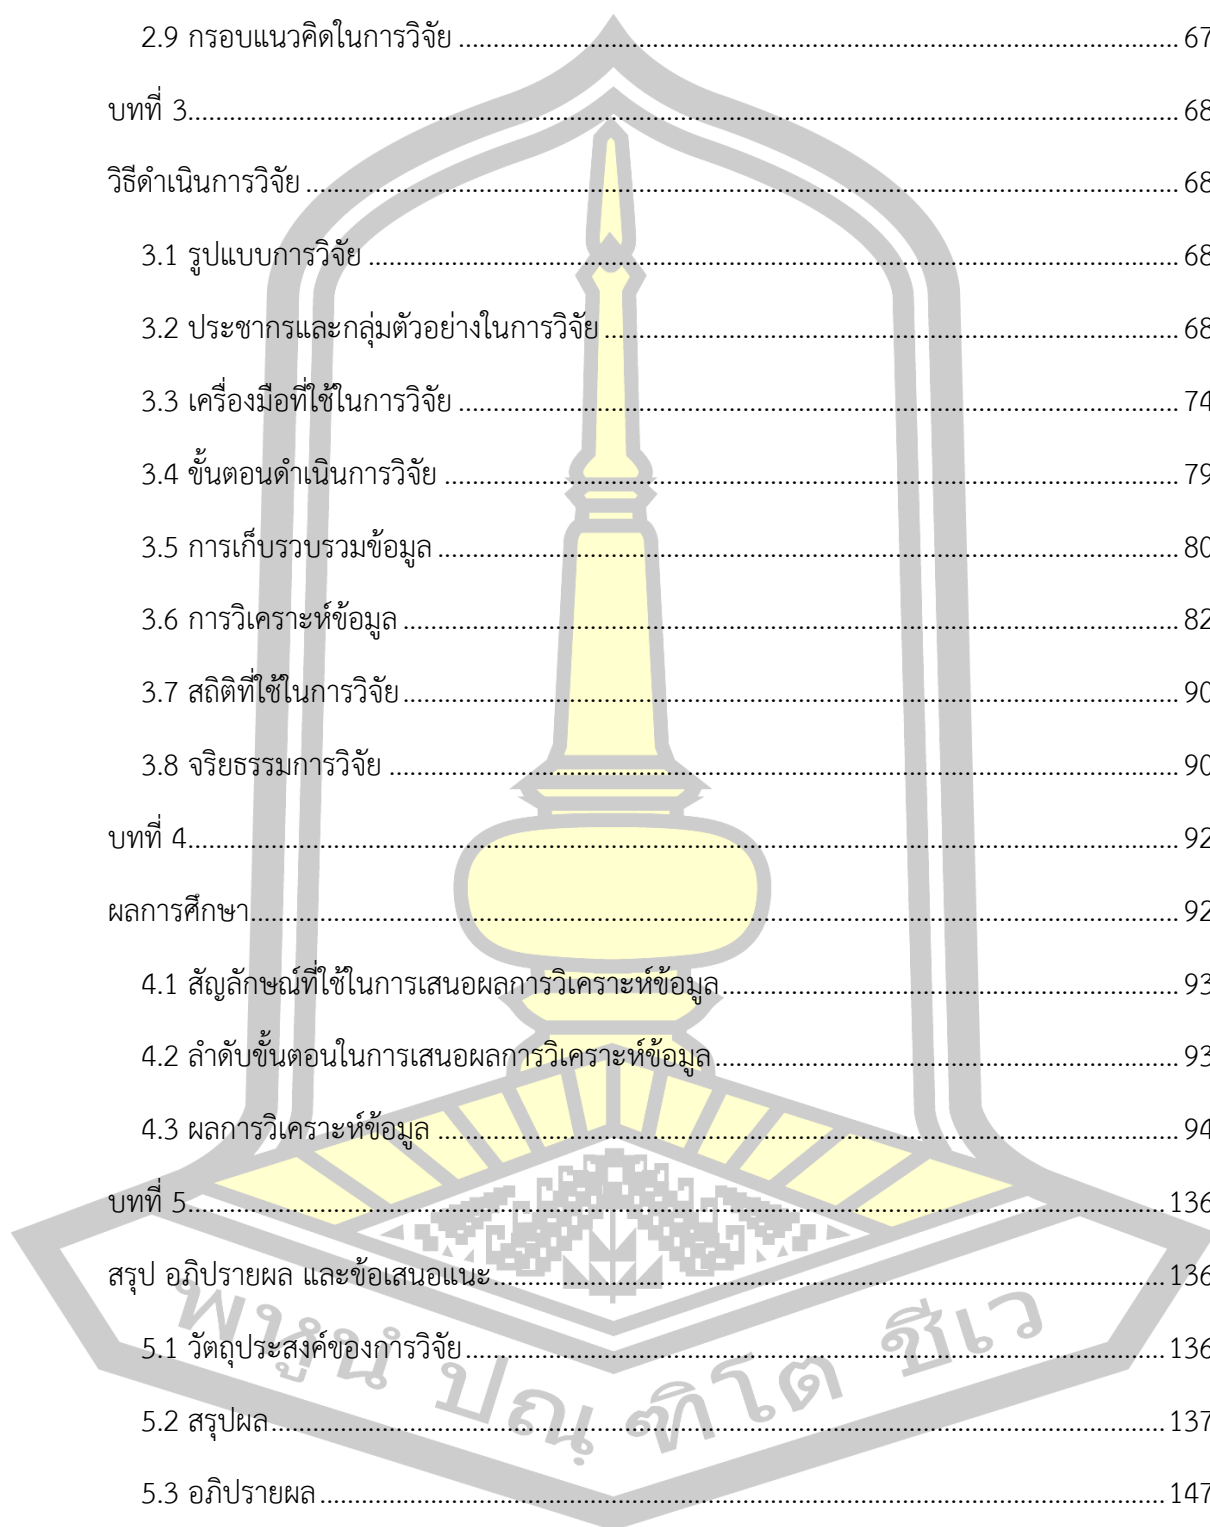 2.9 กรอบแนวคิดในการวิจัย ................................ 67
บทที่ 3................................ 68
วิธีดำเนินการวิจัย ................................ 68
3.1 รูปแบบการวิจัย ................................ 68
3.2 ประชากรและกลุ่มตัวอย่างในการวิจัย ................................ 68
3.3 เครื่องมือที่ใช้ในการวิจัย ................................ 74
3.4 ขั้นตอนดำเนินการวิจัย ................................ 79
3.5 การเก็บรวบรวมข้อมูล ................................ 80
3.6 การวิเคราะห์ข้อมูล ................................ 82
3.7 สถิติที่ใช้ในการวิจัย ................................ 90
3.8 จริยธรรมการวิจัย ................................ 90
บทที่ 4................................ 92
ผลการศึกษา................................ 92
4.1 สัญลักษณ์ที่ใช้ในการเสนอผลการวิเคราะห์ข้อมูล................................ 93
4.2 ลำดับขั้นตอนในการเสนอผลการวิเคราะห์ข้อมูล ................................ 93
4.3 ผลการวิเคราะห์ข้อมูล ................................ 94
บทที่ 5................................ 136
สรุป อภิปรายผล และข้อเสนอแนะ................................ 136
5.1 วัตถุประสงค์ของการวิจัย ................................ 136
5.2 สรุปผล................................ 137
5.3 อภิปรายผล ................................ 147
พหูนํ ปณฺฑิโต ชีเว